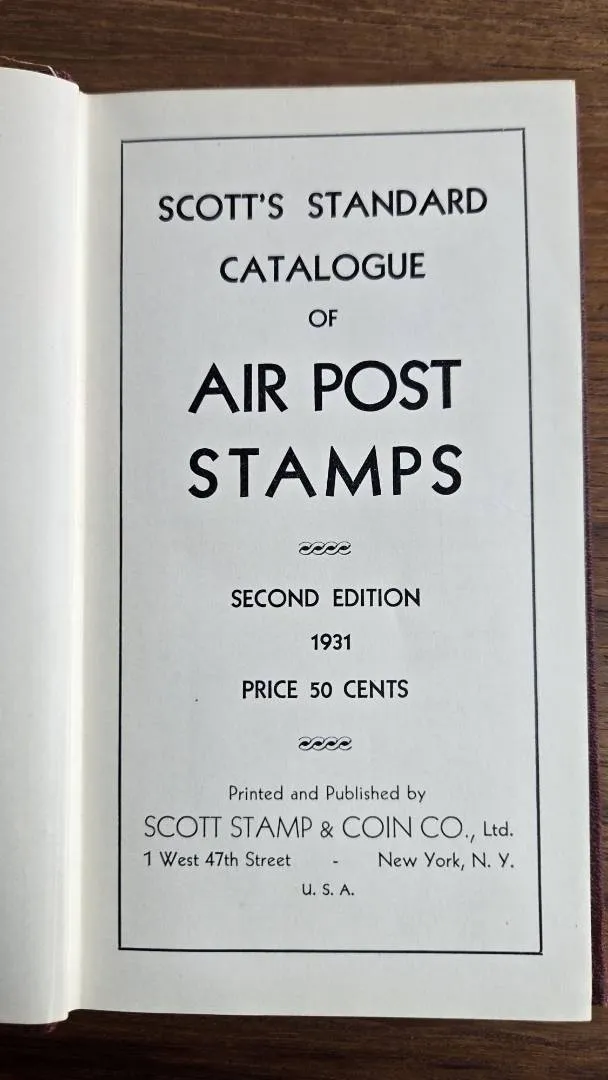 SCOTT'S STANDARD
CATALOGUE
OF
AIR POST
STAMPS
SECOND EDITION
1931
PRICE 50 CENTS
Printed and Published by
SCOTT STAMP & COIN CO., Ltd.
1 West 47th Street - New York, N. Y.
U. S. A.